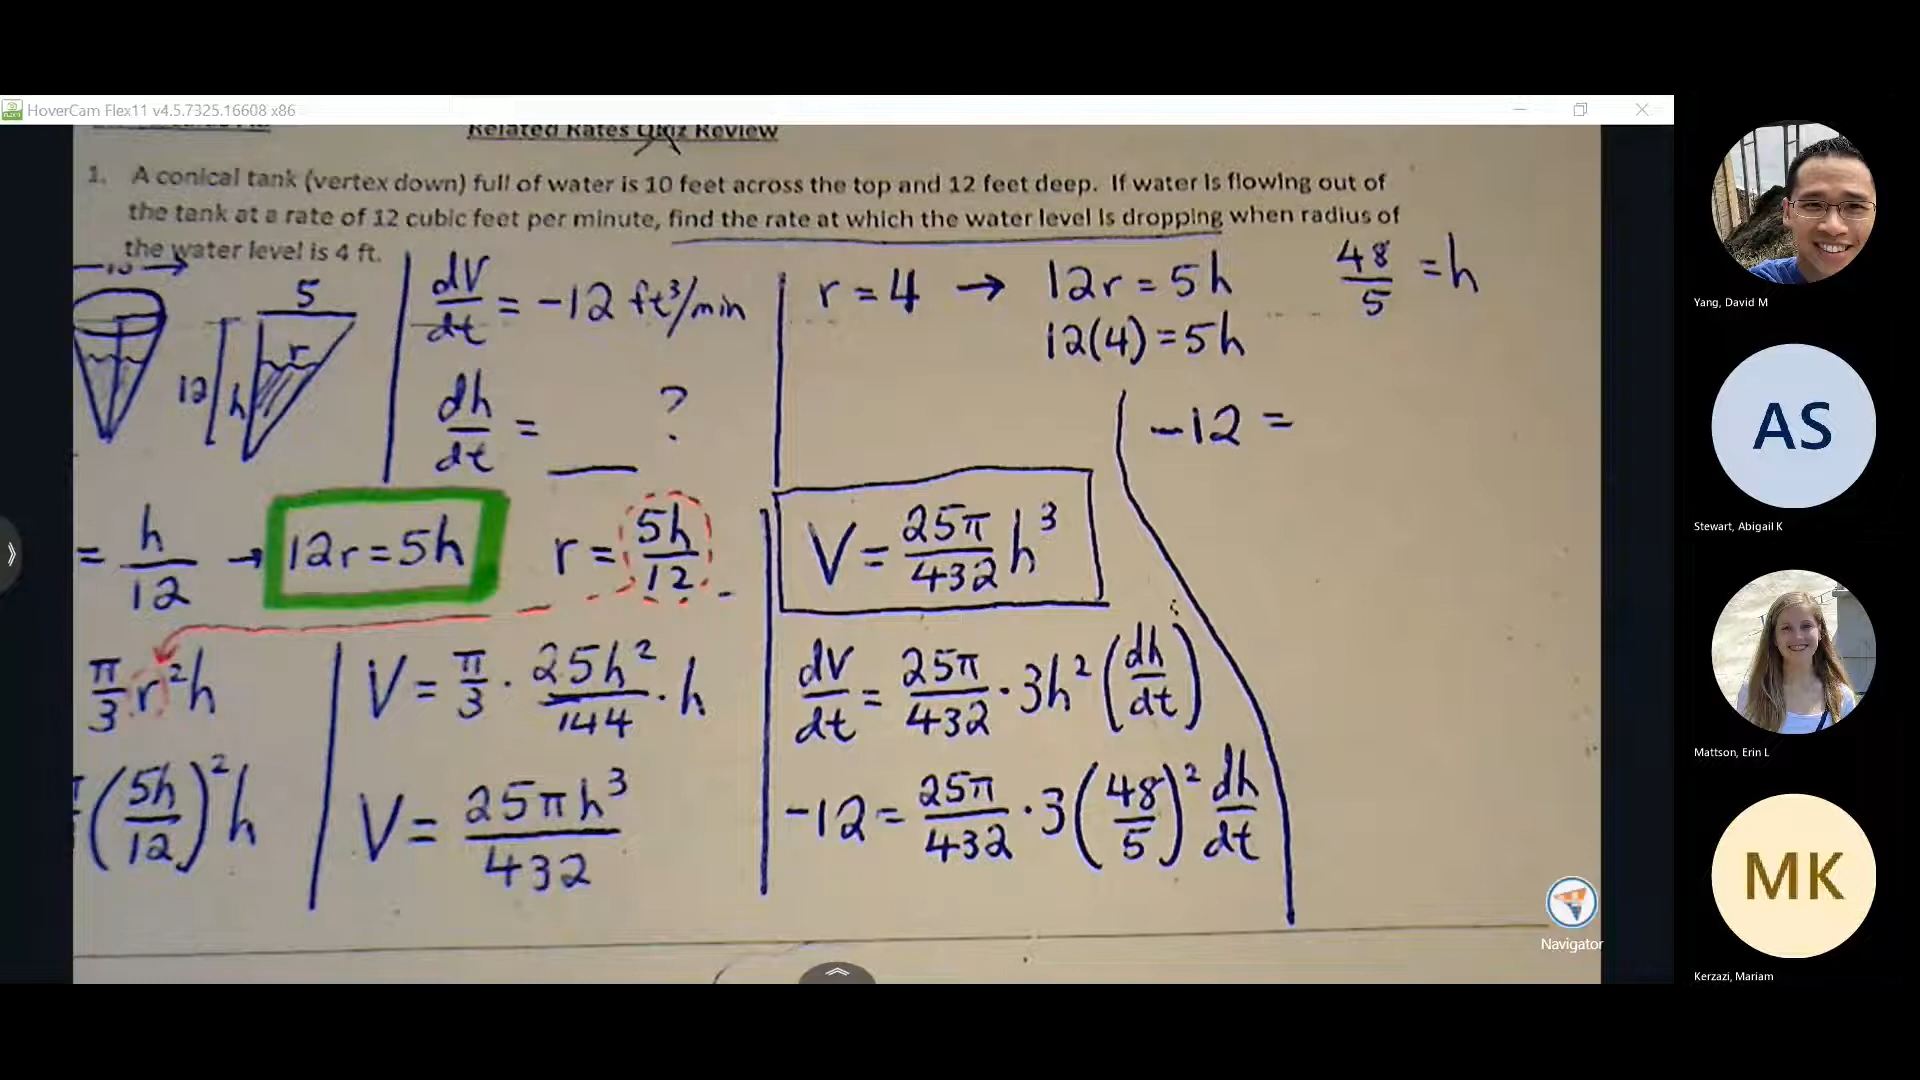 HoverCam Flex11 v4.5.7325.16608 x86
Related Rates Quiz Review
1. A conical tank (vertex down) full of water is 10 feet across the top and 12 feet deep. If water is flowing out of
the tank at a rate of 12 cubic feet per minute, find the rate at which the water level is dropping when radius of
the water level is 4 ft.
10
5
r
12
h
dV/dt = -12 ft³/min
dh/dt = ___ ?
r = 4 → 12r = 5h
12(4) = 5h
48/5 = h
-12 =
= h/12 → 12r = 5h
r = 5h/12
π/3 r²h
(5h/12)² h
V = π/3 · 25h²/144 · h
V = 25πh³/432
V = 25π/432 h³
dV/dt = 25π/432 · 3h² (dh/dt)
-12 = 25π/432 · 3(48/5)² dh/dt
Navigator
Yang, David M
AS
Stewart, Abigail K
Mattson, Erin L
MK
Kerzazi, Mariam